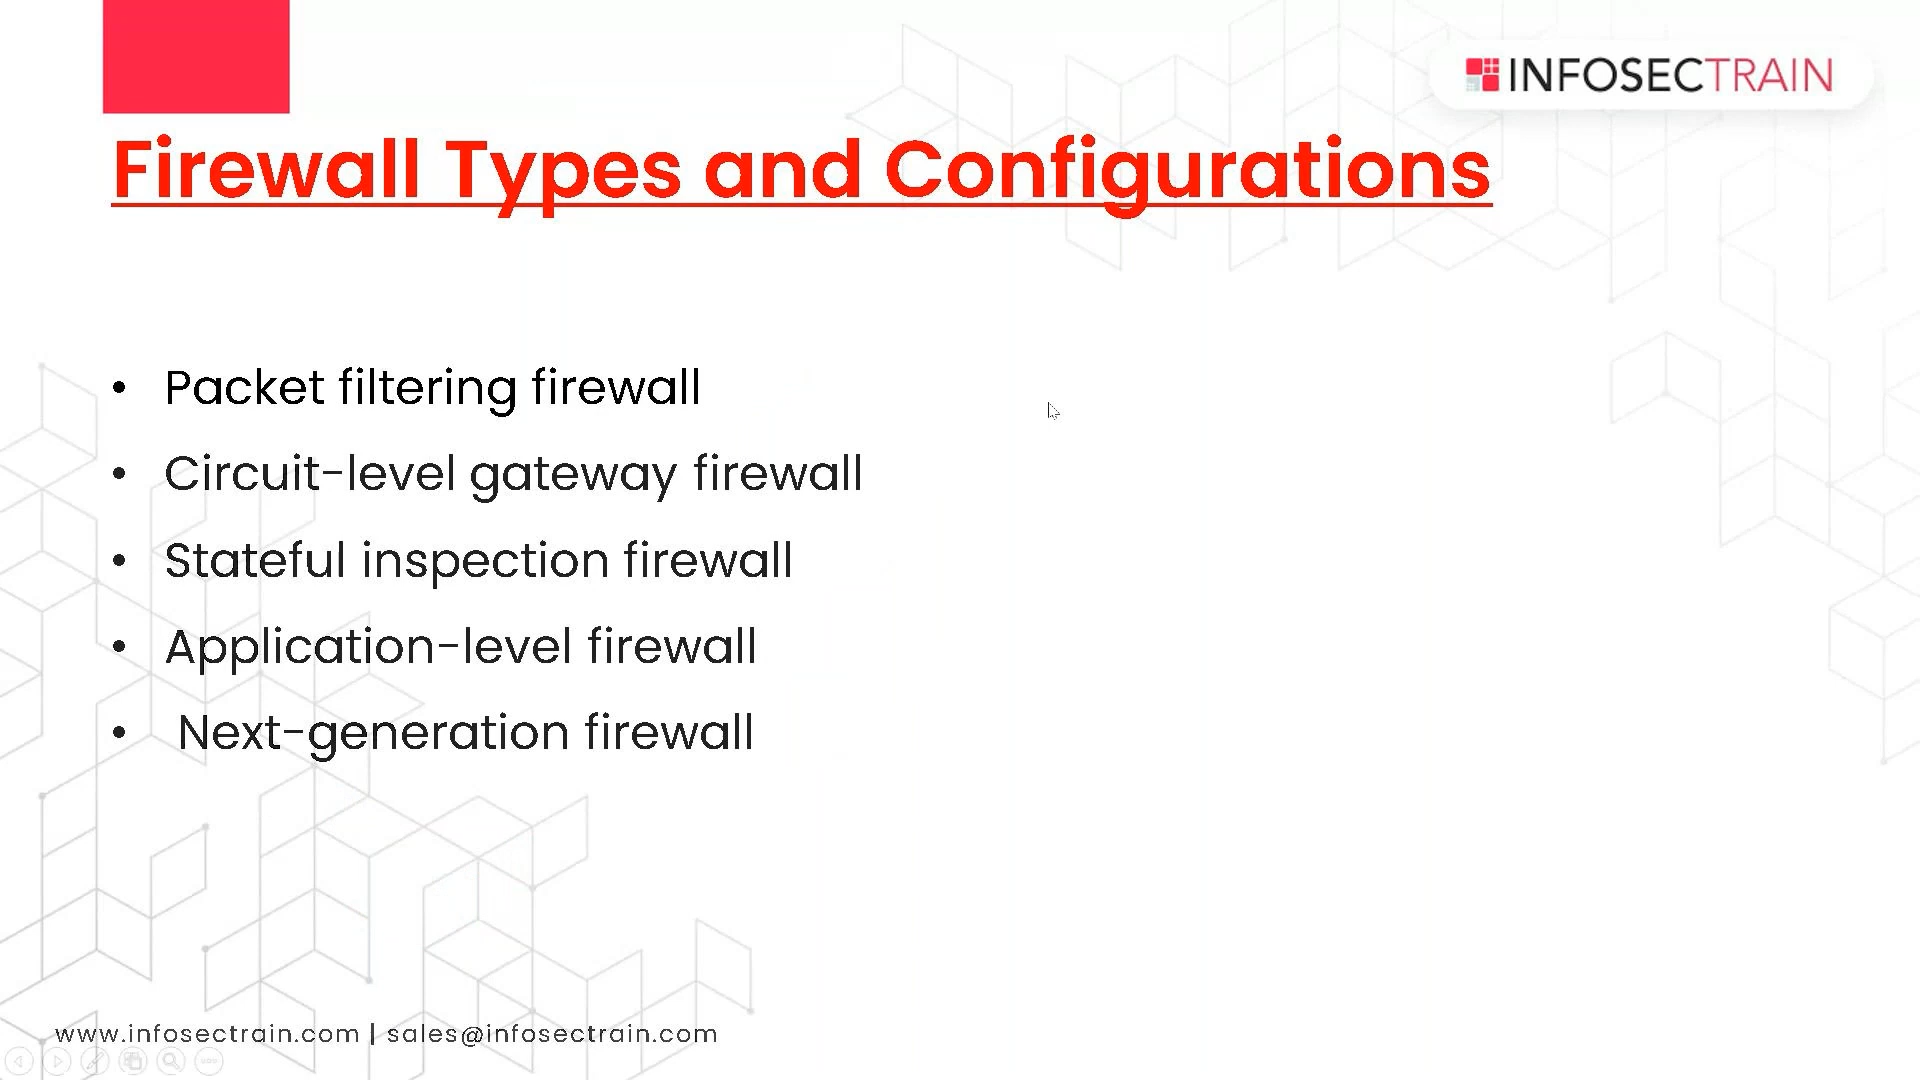 INFOSECTRAIN
Firewall Types and Configurations
• Packet filtering firewall
• Circuit-level gateway firewall
• Stateful inspection firewall
• Application-level firewall
• Next-generation firewall
www.infosectrain.com | sales@infosectrain.com